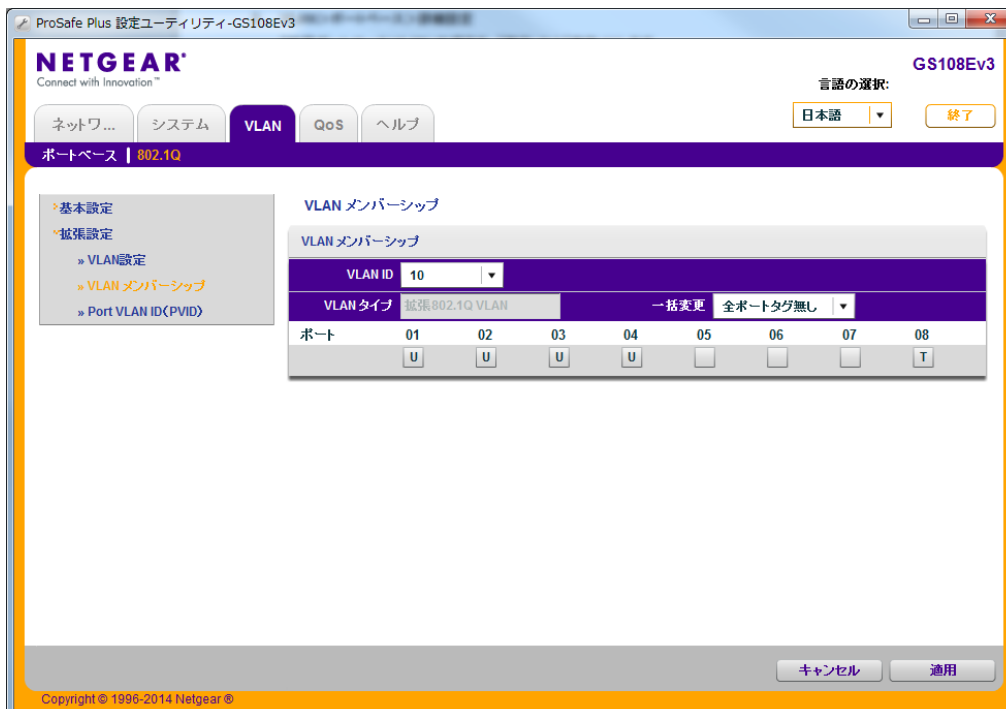 ProSafe Plus 設定ユーティリティ-GS108Ev3
NETGEAR®
Connect with Innovation™
GS108Ev3
言語の選択:
日本語
終了
ネットワ...
システム
VLAN
QoS
ヘルプ
ポートベース
802.1Q
基本設定
拡張設定
» VLAN設定
» VLAN メンバーシップ
» Port VLAN ID(PVID)
VLAN メンバーシップ
VLAN メンバーシップ
VLAN ID 10
VLAN タイプ 拡張802.1Q VLAN 一括変更 全ポートタグ無し
ポート 01 02 03 04 05 06 07 08
U U U U T
キャンセル
適用
Copyright © 1996-2014 Netgear ®